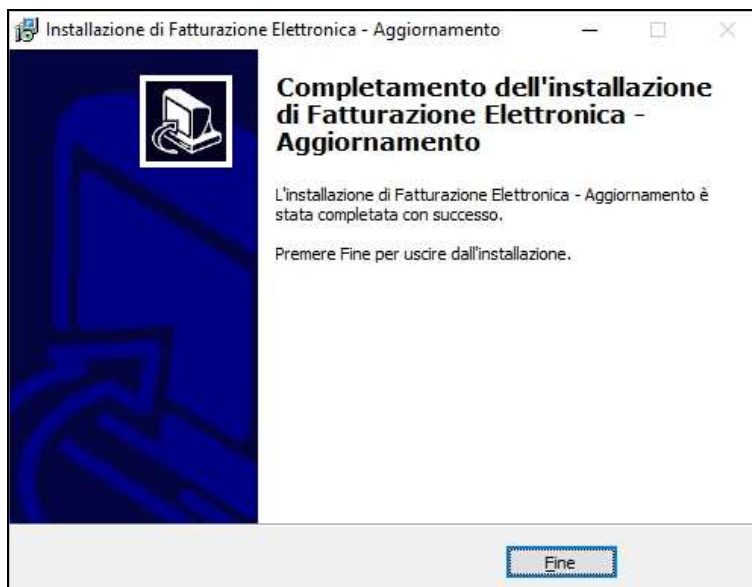 Installazione di Fatturazione Elettronica - Aggiornamento
Completamento dell'installazione
di Fatturazione Elettronica -
Aggiornamento
L'installazione di Fatturazione Elettronica - Aggiornamento è
stata completata con successo.
Premere Fine per uscire dall'installazione.
Fine